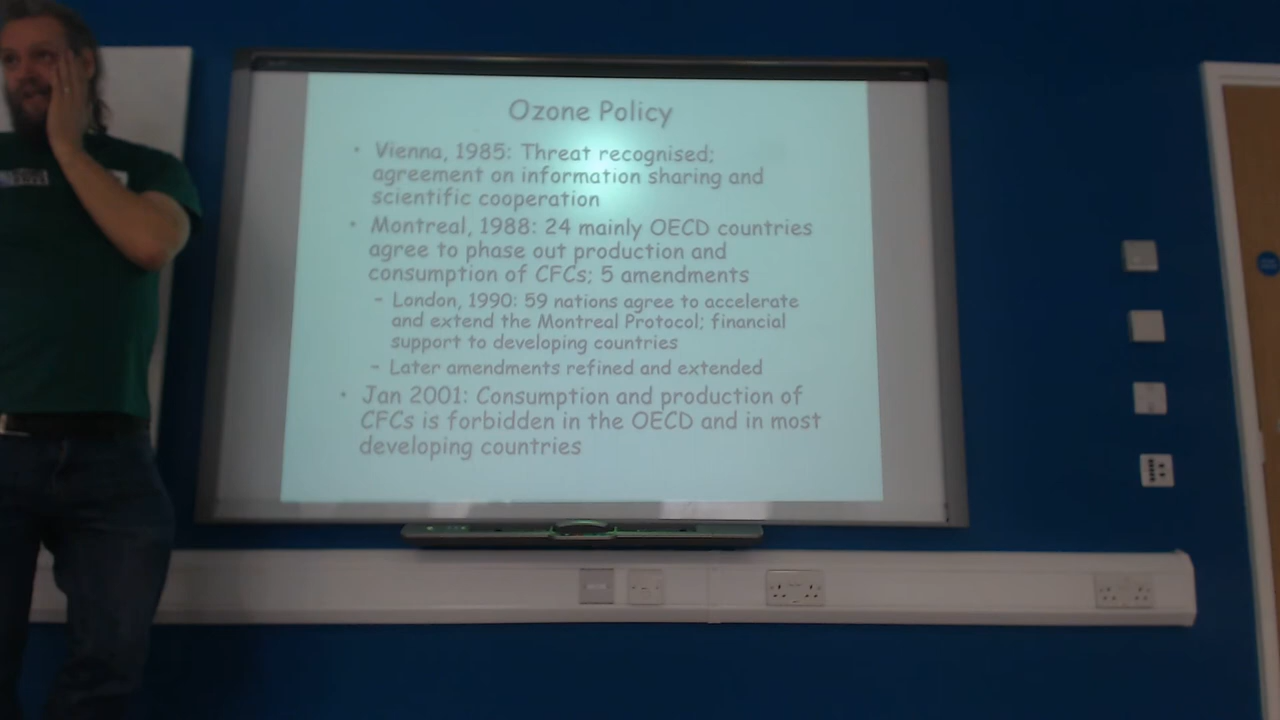 Ozone Policy
• Vienna, 1985: Threat recognised;
agreement on information sharing and
scientific cooperation
• Montreal, 1988: 24 mainly OECD countries
agree to phase out production and
consumption of CFCs; 5 amendments
– London, 1990: 59 nations agree to accelerate
and extend the Montreal Protocol; financial
support to developing countries
– Later amendments refined and extended
• Jan 2001: Consumption and production of
CFCs is forbidden in the OECD and in most
developing countries